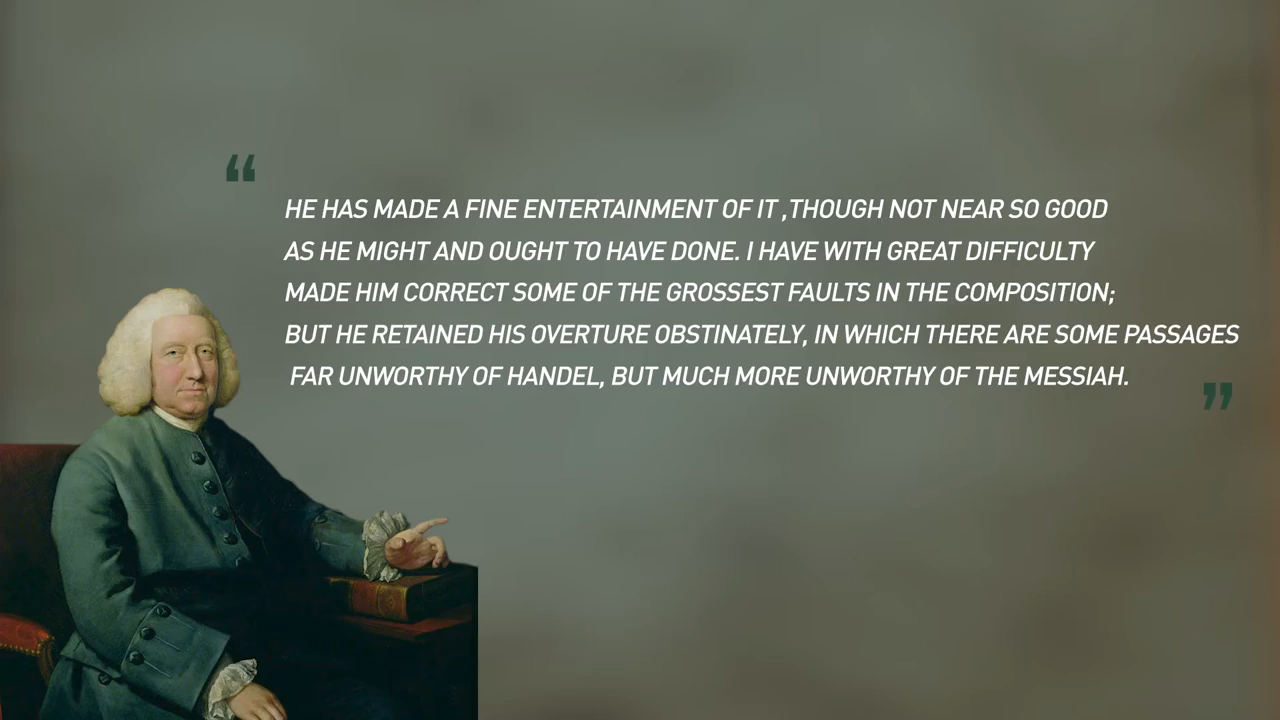 “
HE HAS MADE A FINE ENTERTAINMENT OF IT ,THOUGH NOT NEAR SO GOOD
AS HE MIGHT AND OUGHT TO HAVE DONE. I HAVE WITH GREAT DIFFICULTY
MADE HIM CORRECT SOME OF THE GROSSEST FAULTS IN THE COMPOSITION;
BUT HE RETAINED HIS OVERTURE OBSTINATELY, IN WHICH THERE ARE SOME PASSAGES
FAR UNWORTHY OF HANDEL, BUT MUCH MORE UNWORTHY OF THE MESSIAH.
”